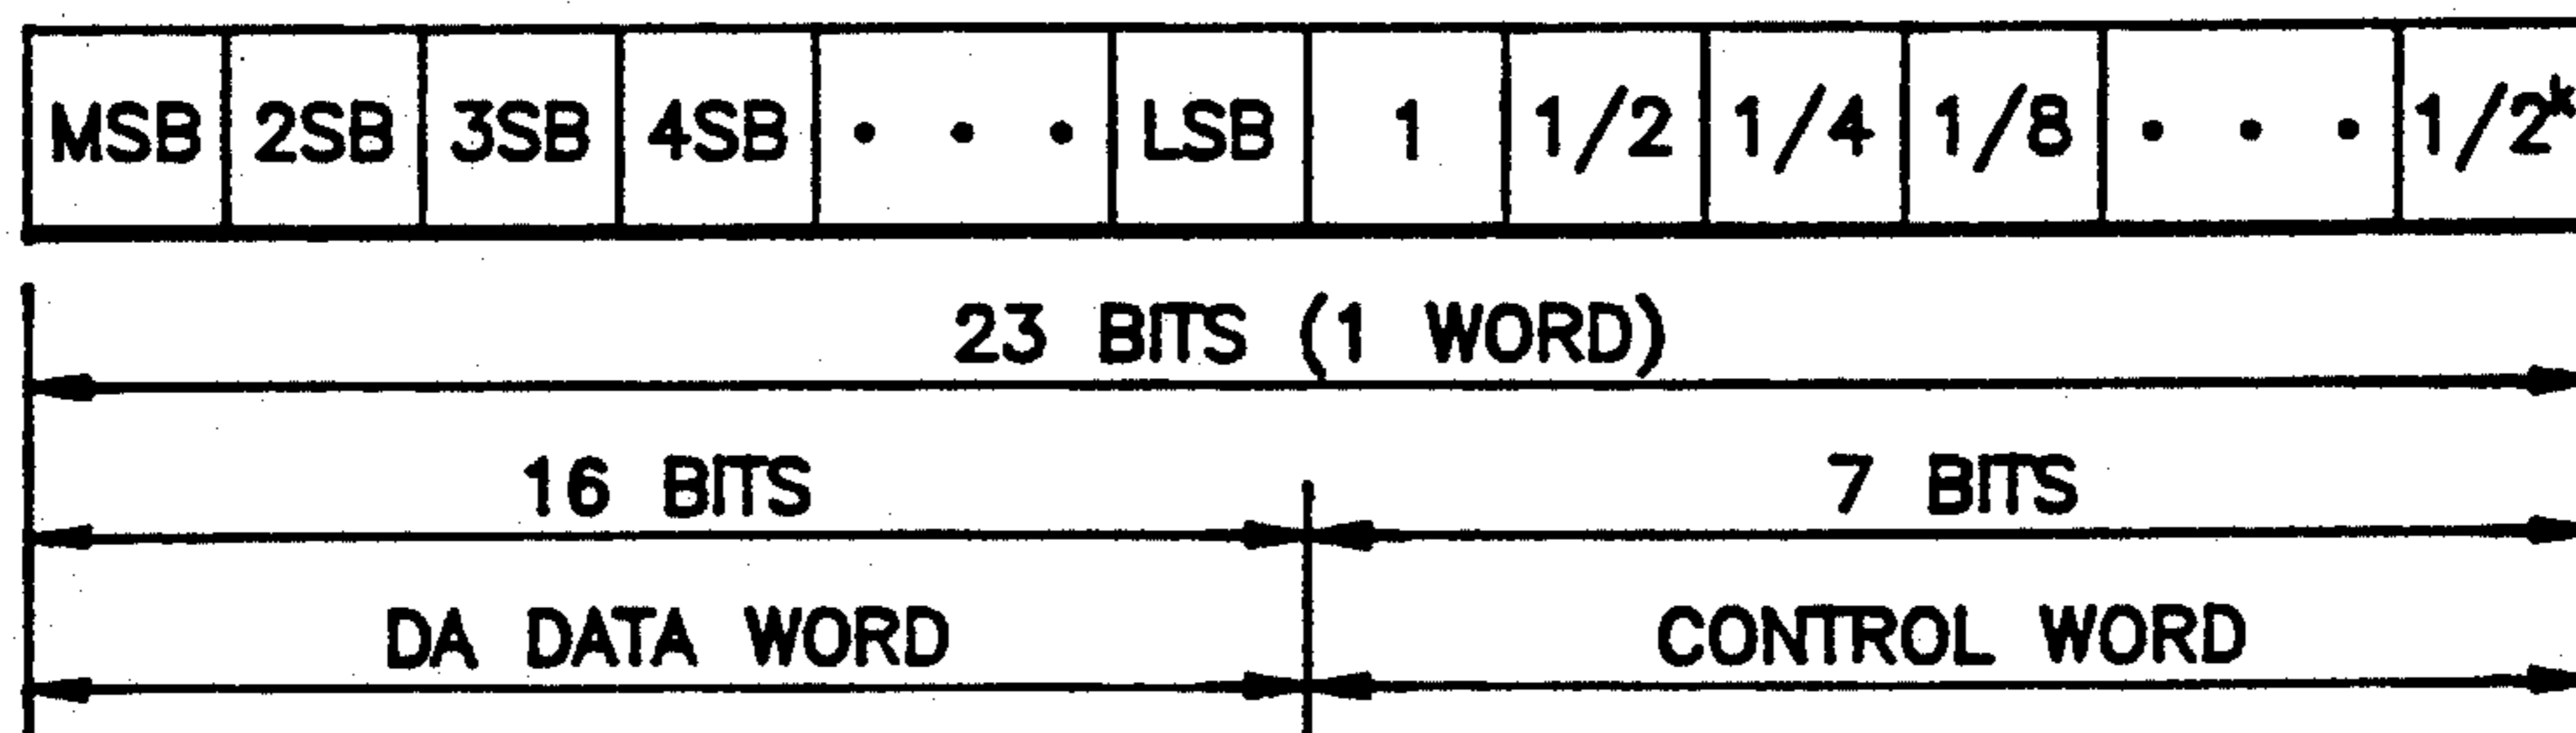 MSB 2SB 3SB 4SB . . . LSB 1 1/2 1/4 1/8 . . . 1/2^k
23 BITS (1 WORD)
16 BITS 7 BITS
DA DATA WORD CONTROL WORD